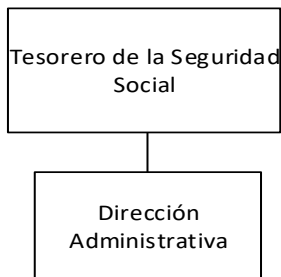 Tesorero de la Seguridad
Social
Dirección
Administrativa